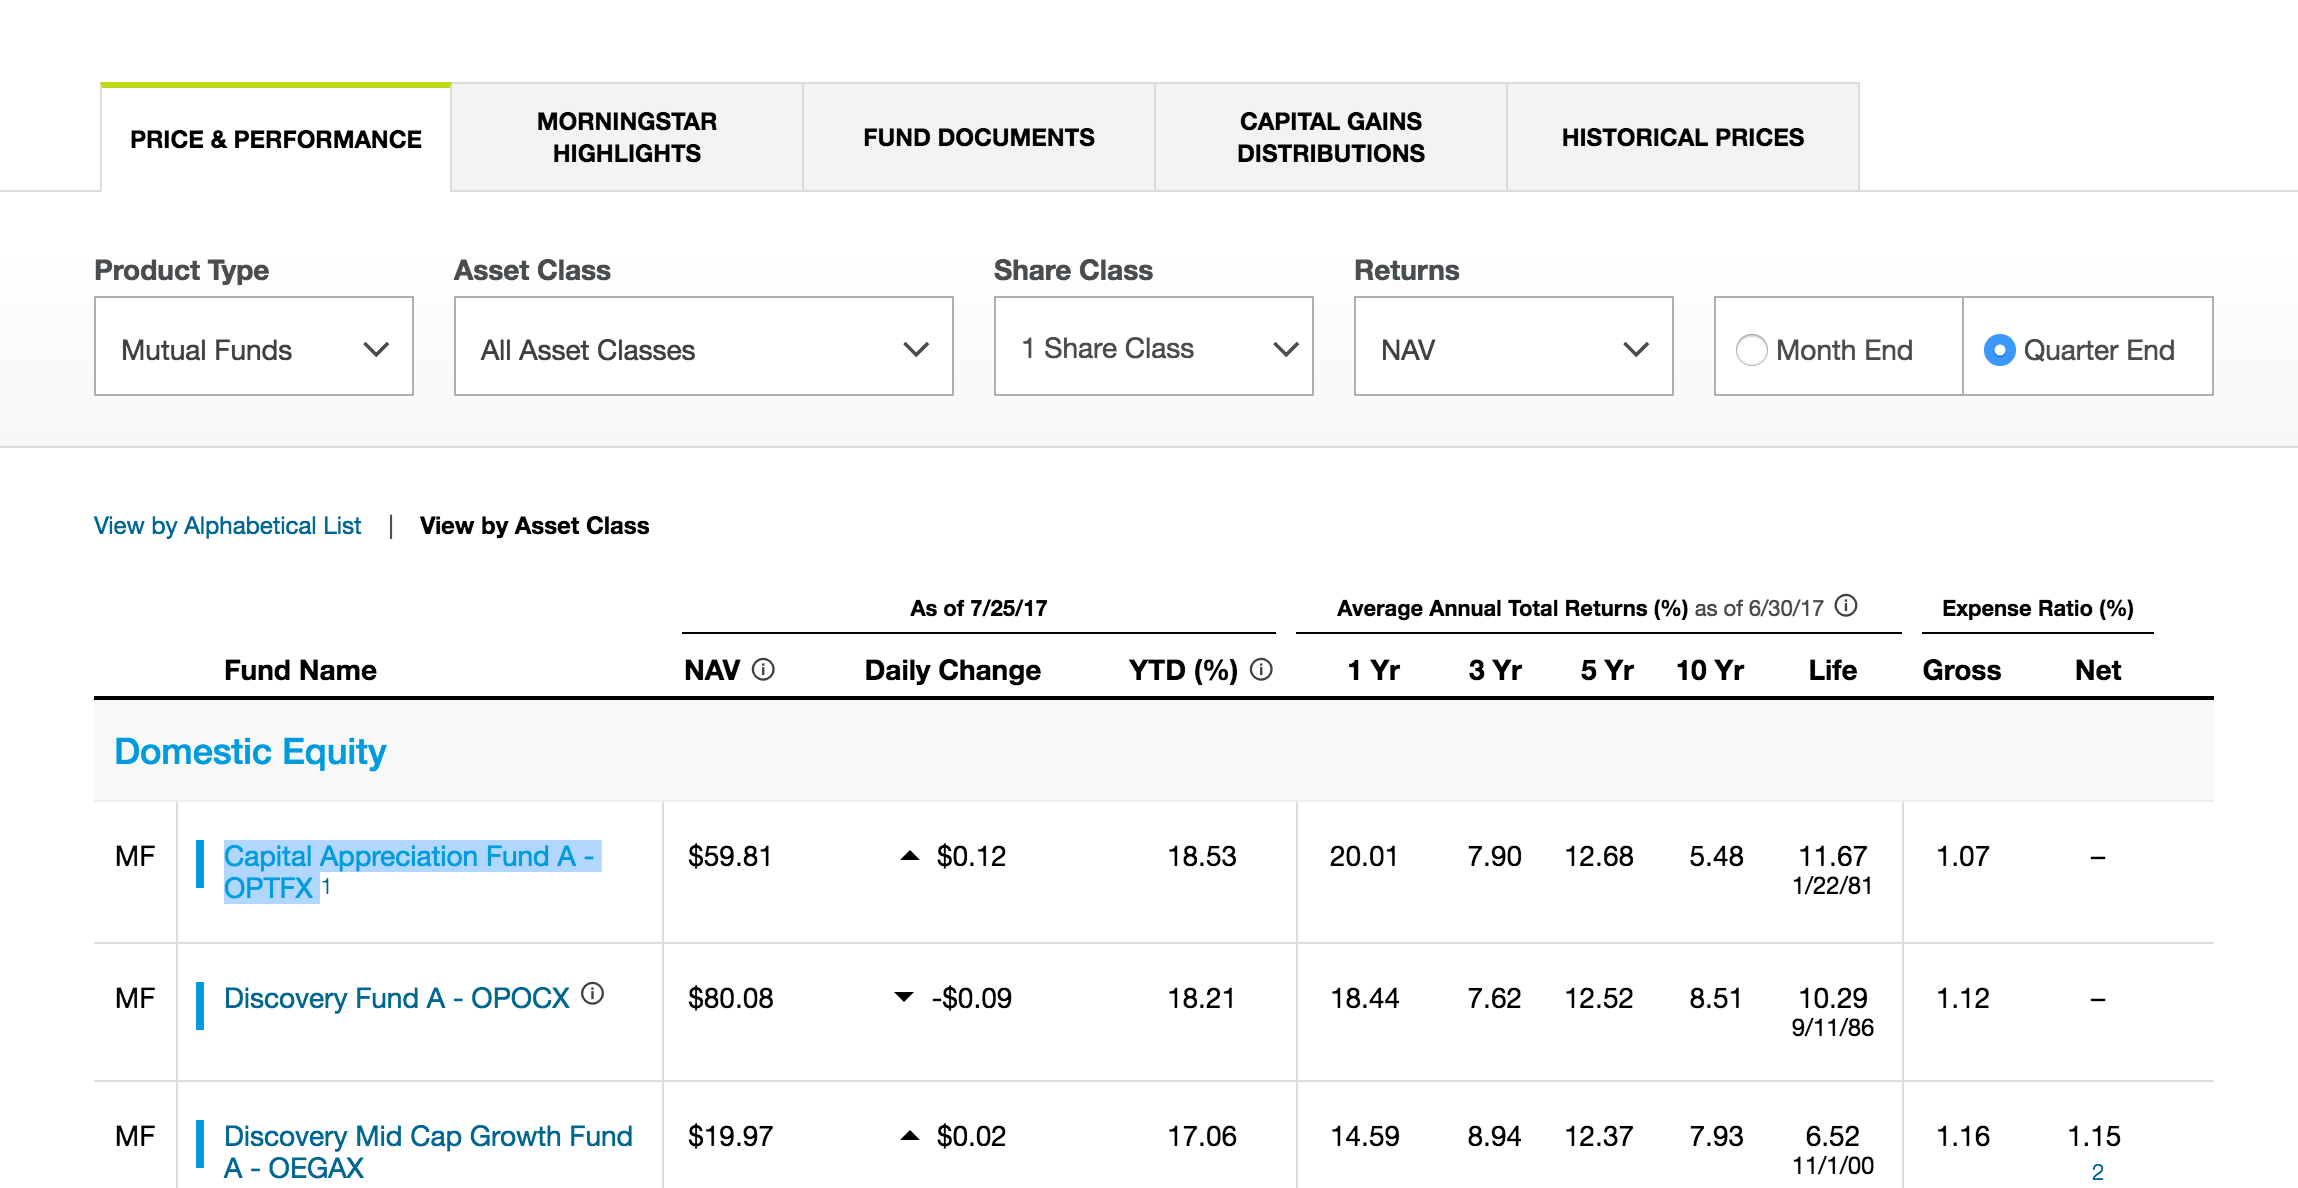 PRICE & PERFORMANCE
MORNINGSTAR
HIGHLIGHTS
FUND DOCUMENTS
CAPITAL GAINS
DISTRIBUTIONS
HISTORICAL PRICES
Product Type
Asset Class
Share Class
Returns
Mutual Funds
All Asset Classes
1 Share Class
NAV
Month End
Quarter End
View by Alphabetical List | View by Asset Class
As of 7/25/17
Average Annual Total Returns (%) as of 6/30/17
Expense Ratio (%)
Fund Name NAV Daily Change YTD (%) 1 Yr 3 Yr 5 Yr 10 Yr Life Gross Net
Domestic Equity
MF Capital Appreciation Fund A - $59.81 $0.12 18.53 20.01 7.90 12.68 5.48 11.67 1.07 –
OPTFX 1 1/22/81
MF Discovery Fund A - OPOCX $80.08 -$0.09 18.21 18.44 7.62 12.52 8.51 10.29 1.12 –
9/11/86
MF Discovery Mid Cap Growth Fund $19.97 $0.02 17.06 14.59 8.94 12.37 7.93 6.52 1.16 1.15
A - OEGAX 11/1/00 2